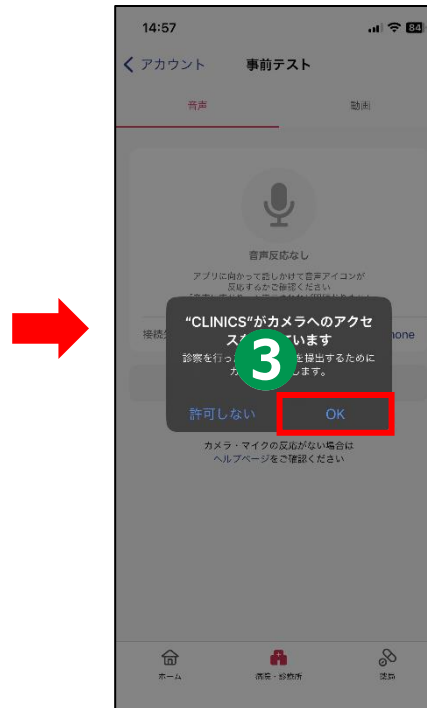 14:57
84
アカウント
事前テスト
音声
動画
音声反応なし
アプリに向かって話しかけて音声アイコンが
反応するかご確認ください
"CLINICS"がカメラへのアクセ
ス
ています
診察を行っ
を提出するために
カ
します。
3
許可しない
OK
カメラ・マイクの反応がない場合は
ヘルプページをご確認ください
ホーム
病院・診療所
薬局